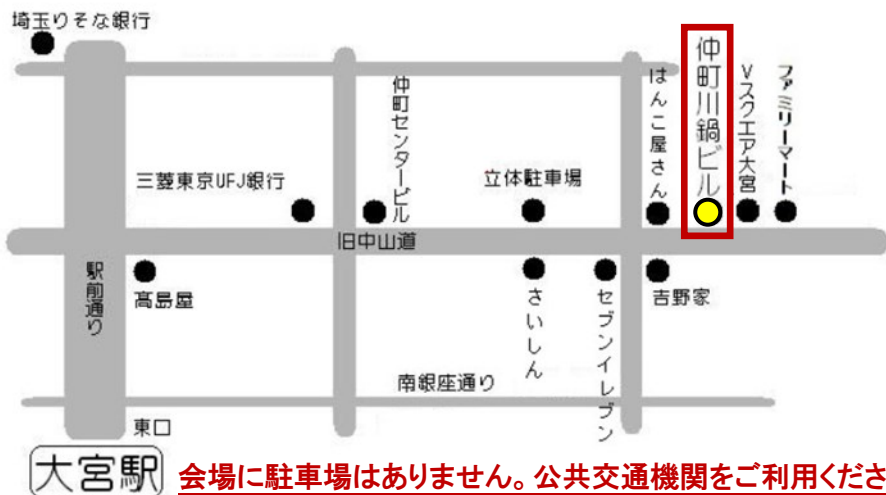 埼玉りそな銀行
仲町川鍋ビル
はんこ屋さん
Vスクエア大宮
ファミリーマート
仲町センタービル
三菱東京UFJ銀行
立体駐車場
旧中山道
駅前通り
髙島屋
さいしん
セブンイレブン
吉野家
南銀座通り
東口
大宮駅
会場に駐車場はありません。公共交通機関をご利用くださ